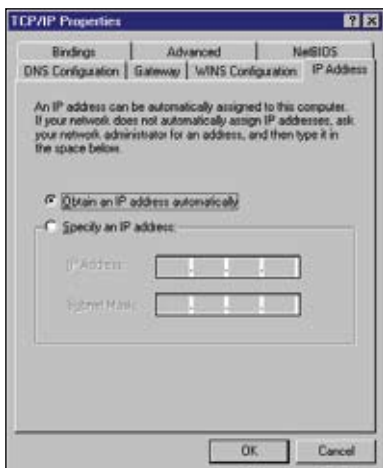 TCP/IP Properties
Bindings Advanced NetBIOS
DNS Configuration Gateway WINS Configuration IP Address
An IP address can be automatically assigned to this computer.
If your network does not automatically assign IP addresses, ask
your network administrator for an address, and then type it in
the space below.
Obtain an IP address automatically
Specify an IP address:
IP Address:
Subnet Mask:
OK Cancel